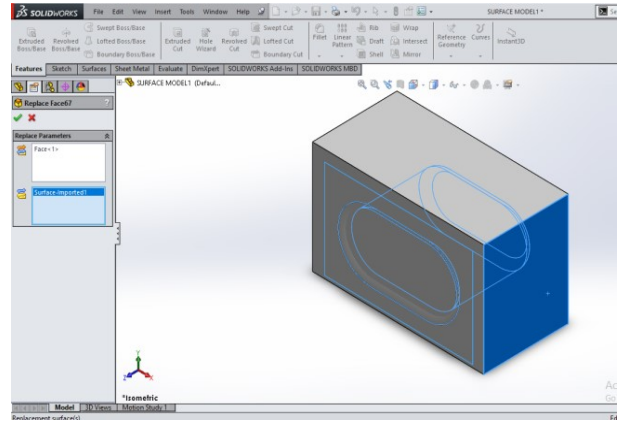 SOLIDWORKS File Edit View Insert Tools Window Help SURFACE MODEL1 *
Extruded Boss/Base Revolved Boss/Base Swept Boss/Base Lofted Boss/Base Boundary Boss/Base Extruded Cut Hole Wizard Revolved Cut Swept Cut Lofted Cut Boundary Cut Fillet Linear Pattern Rib Draft Shell Wrap Intersect Mirror Reference Geometry Curves Instant3D
Features Sketch Surfaces Sheet Metal Evaluate DimXpert SOLIDWORKS Add-Ins SOLIDWORKS MBD
SURFACE MODEL1 (Defaul...
Replace Face67 ?
Replace Parameters
Face<1>
Surface-Imported1
*Isometric
Model 3D Views Motion Study 1
Replacement surface(s)